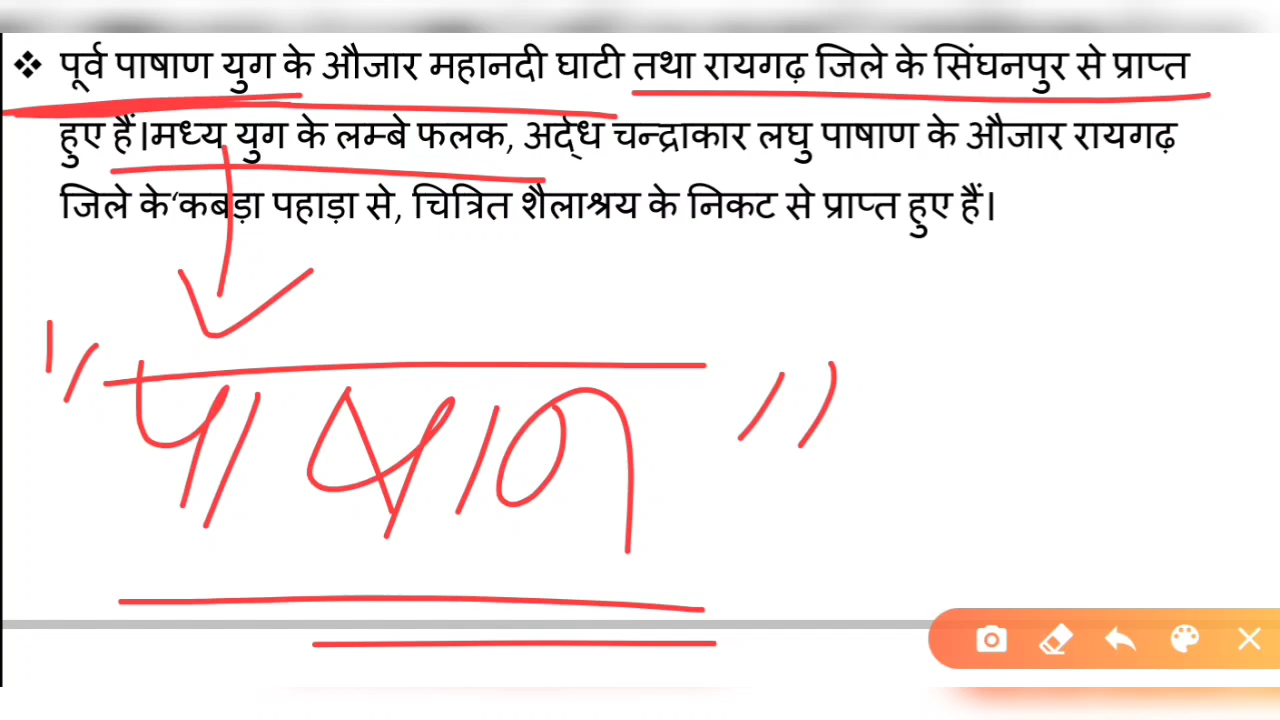 ❖ पूर्व पाषाण युग के औजार महानदी घाटी तथा रायगढ़ जिले के सिंघनपुर से प्राप्त
हुए हैं।मध्य युग के लम्बे फलक, अर्द्ध चन्द्राकार लघु पाषाण के औजार रायगढ़
जिले के‘कबड़ा पहाड़ा से, चित्रित शैलाश्रय के निकट से प्राप्त हुए हैं।
"पाषाण"